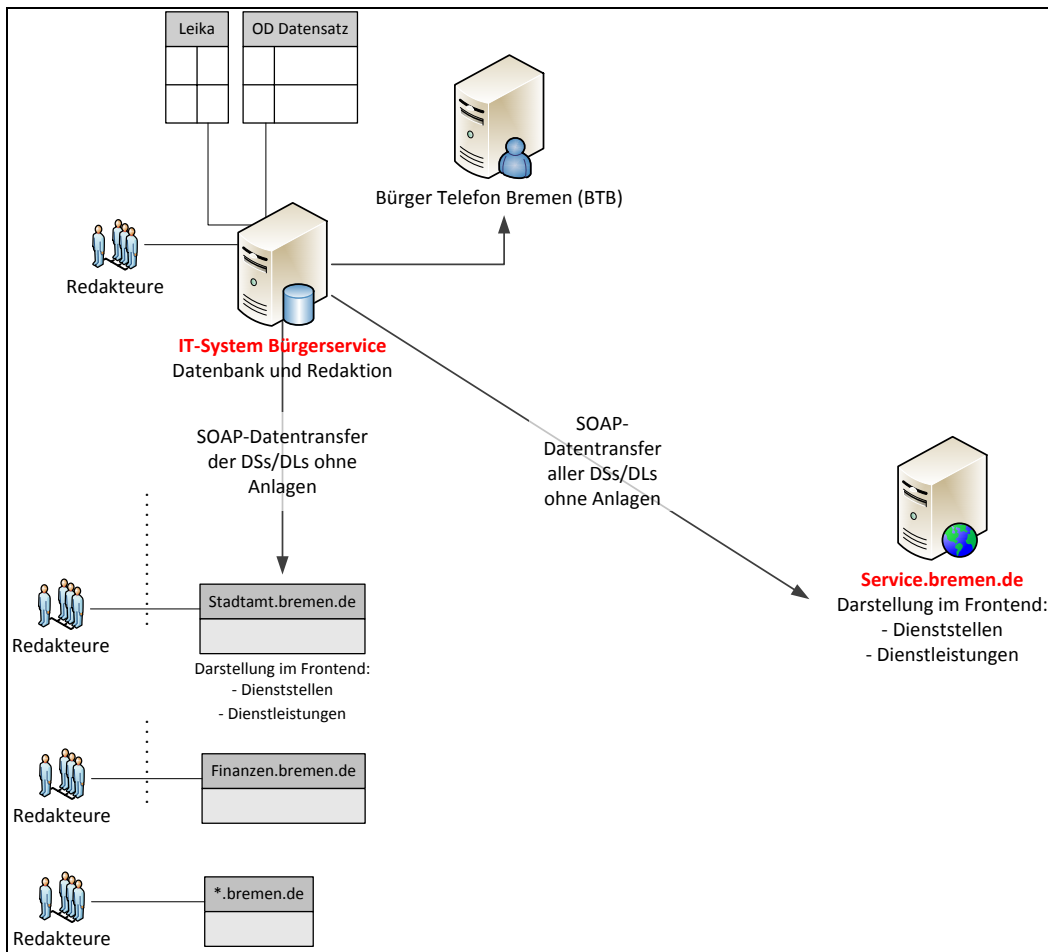 Leika
OD Datensatz
Bürger Telefon Bremen (BTB)
Redakteure
IT-System Bürgerservice
Datenbank und Redaktion
SOAP-Datentransfer
der DSs/DLs ohne
Anlagen
SOAP-
Datentransfer
aller DSs/DLs
ohne Anlagen
Service.bremen.de
Darstellung im Frontend:
- Dienststellen
- Dienstleistungen
Stadtamt.bremen.de
Redakteure
Darstellung im Frontend:
- Dienststellen
- Dienstleistungen
Finanzen.bremen.de
Redakteure
*.bremen.de
Redakteure